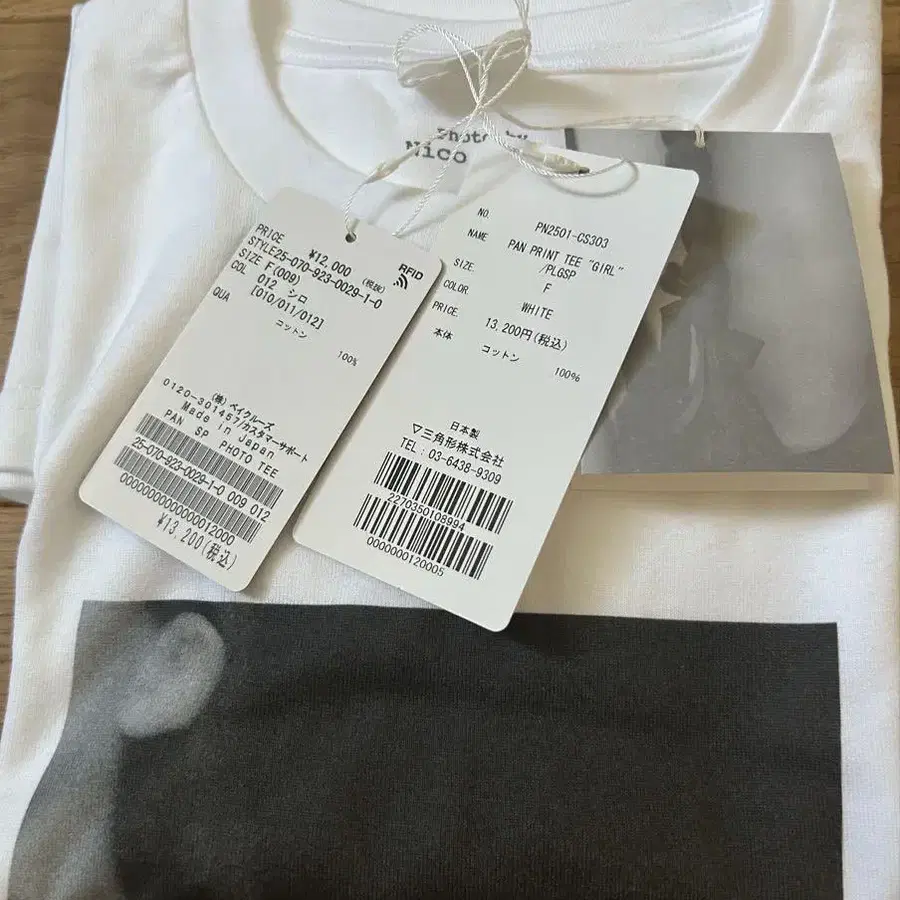 Photo by
Nico
PRICE ¥12,000 (税抜)
STYLE25-070-923-0029-1-0
SIZE F(009)
COL 012 シロ
[010/011/012]
QUA
コットン 100%
RFID
(株)ベイクルーズ
0120-301457/カスタマーサポート
Made in Japan
PAN SP PHOTO TEE
25-070-923-0029-1-0 009 012
0000000000000012000
¥13,200(税込)
NO. PN2501-CS303
NAME PAN PRINT TEE "GIRL"
/PLGSP
SIZE F
COLOR WHITE
PRICE 13,200円(税込)
本体 コットン 100%
日本製
▽三角形株式会社
TEL: 03-6438-9309
2270350108994
0000000120005